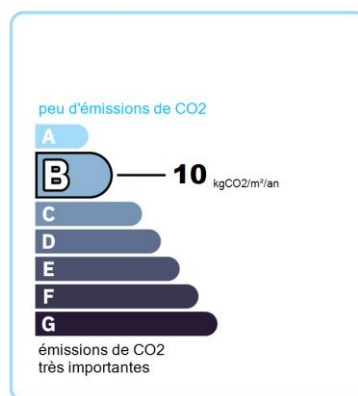 peu d'émissions de CO2
A
B 10 kgCO2/m²/an
C
D
E
F
G
émissions de CO2
très importantes